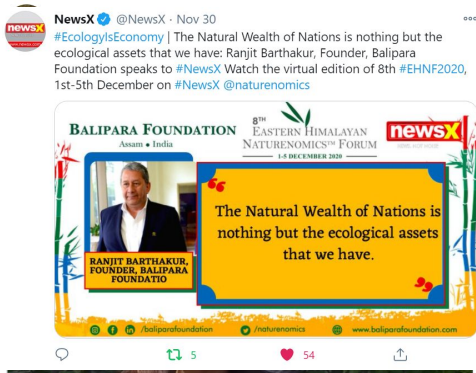 NewsX @NewsX · Nov 30
#EcologyIsEconomy | The Natural Wealth of Nations is nothing but the
ecological assets that we have: Ranjit Barthakur, Founder, Balipara
Foundation speaks to #NewsX Watch the virtual edition of 8th #EHNF2020,
1st-5th December on #NewsX @naturenomics
BALIPARA FOUNDATION
Assam • India
8TH
EASTERN HIMALAYAN
NATURENOMICS™ FORUM
1-5 DECEMBER 2020
newsX
“
The Natural Wealth of Nations is
nothing but the ecological assets
that we have.
”
RANJIT BARTHAKUR,
FOUNDER, BALIPARA
FOUNDATIO
/baliparafoundation
/naturenomics
www.baliparafoundation.com
5
54